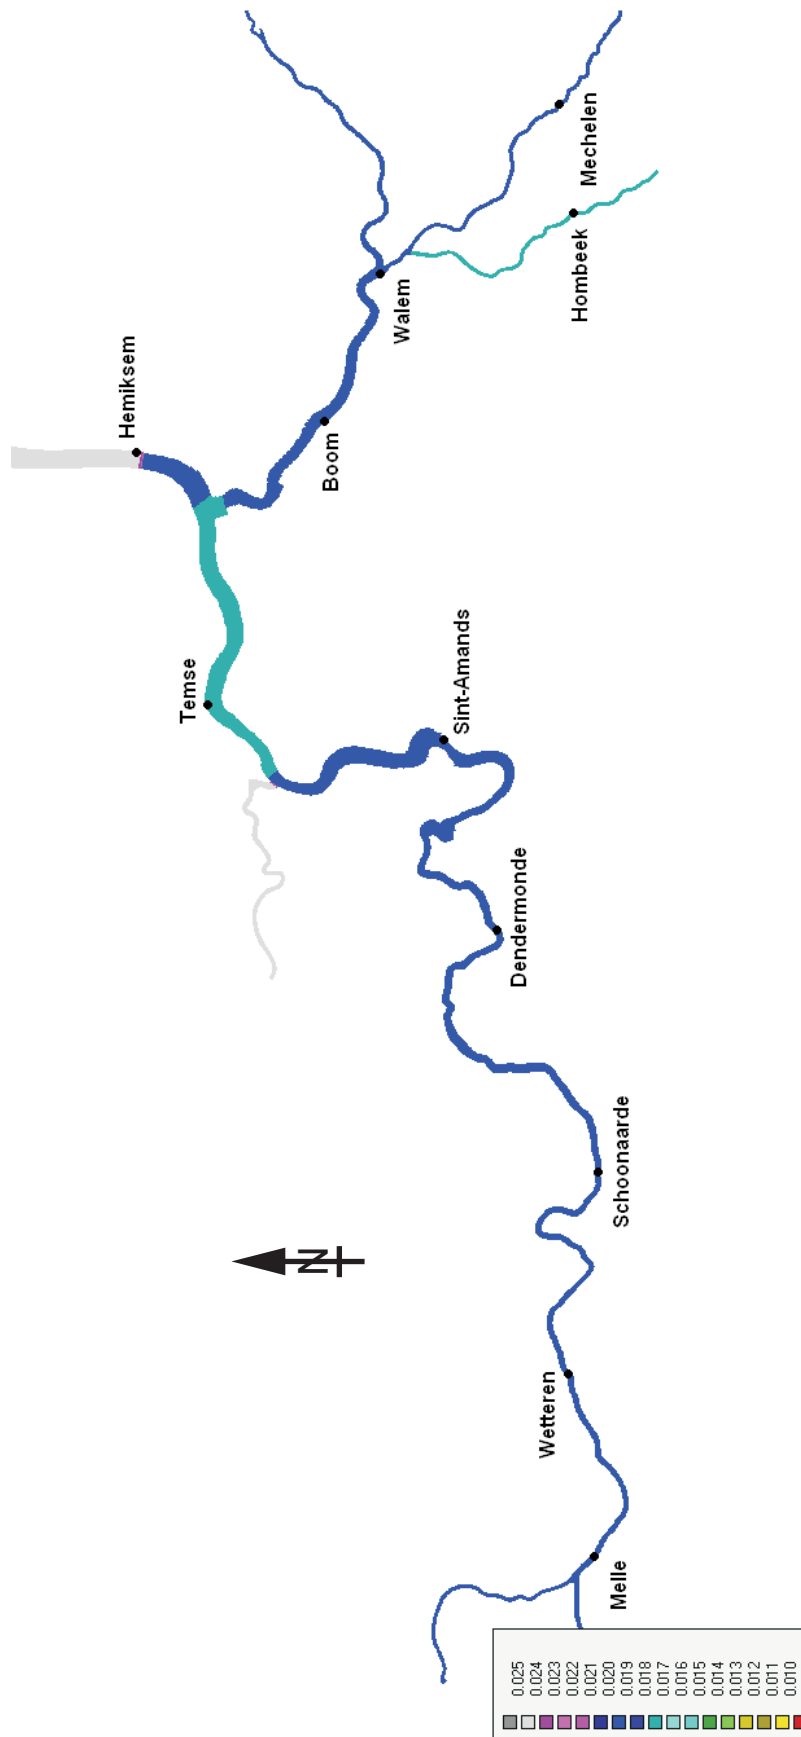 Hemiksem
Temse
Mechelen
Walem
Hombeek
Boom
Sint-Amands
Dendermonde
Schoonaarde
Wetteren
Melle
N
0.025
0.024
0.023
0.022
0.021
0.020
0.019
0.018
0.017
0.016
0.015
0.014
0.013
0.012
0.011
0.010